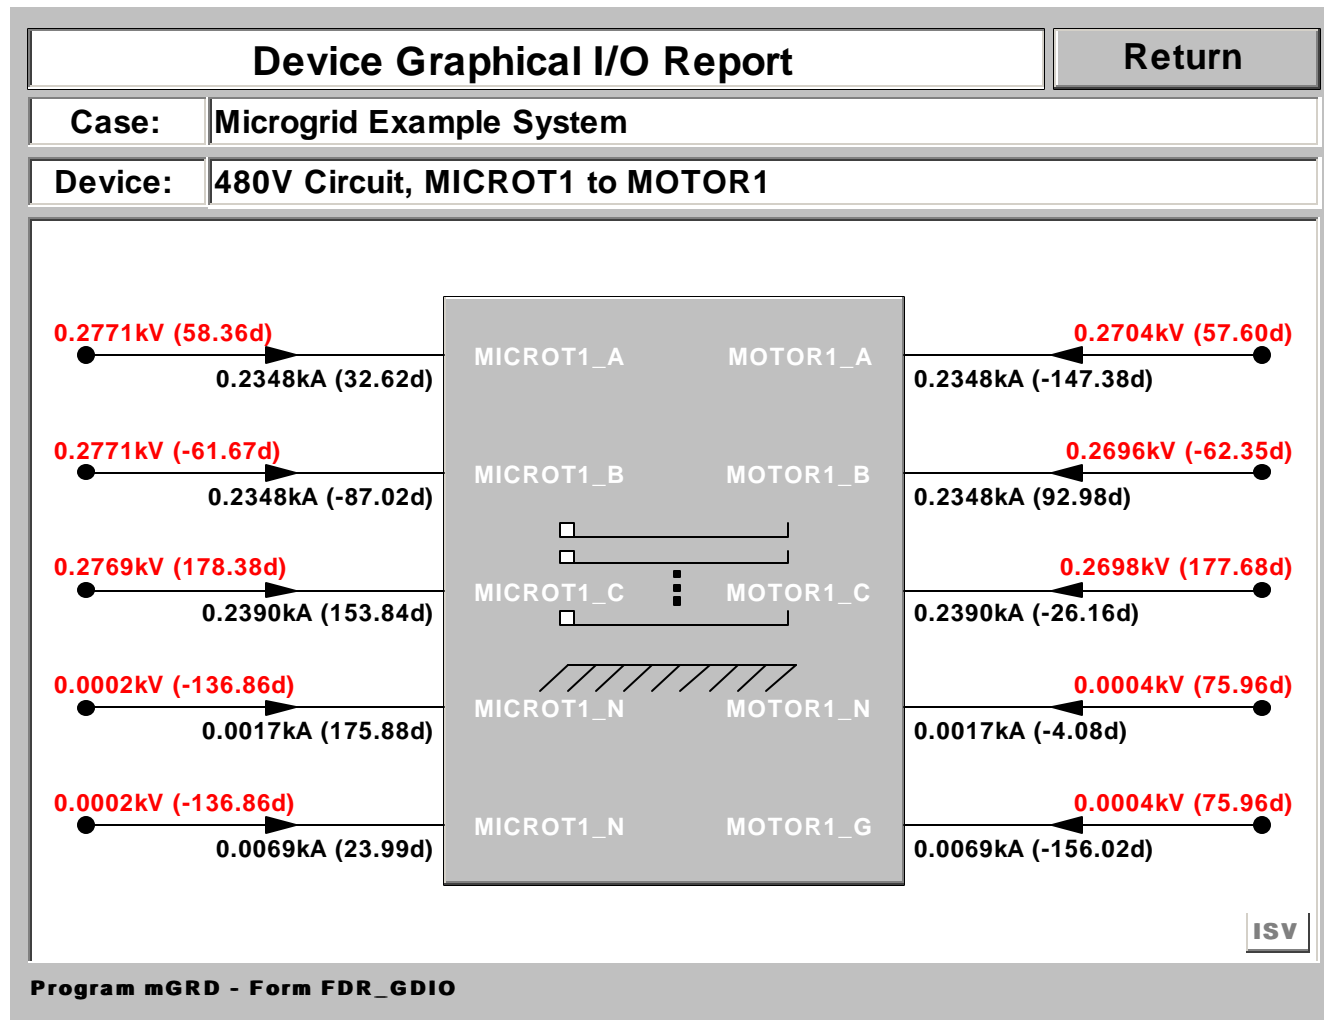 Device Graphical I/O Report
Return
Case:
Microgrid Example System
Device:
480V Circuit, MICROT1 to MOTOR1
0.2771kV (58.36d)
0.2348kA (32.62d)
MICROT1_A
MOTOR1_A
0.2704kV (57.60d)
0.2348kA (-147.38d)
0.2771kV (-61.67d)
0.2348kA (-87.02d)
MICROT1_B
MOTOR1_B
0.2696kV (-62.35d)
0.2348kA (92.98d)
0.2769kV (178.38d)
0.2390kA (153.84d)
MICROT1_C
MOTOR1_C
0.2698kV (177.68d)
0.2390kA (-26.16d)
0.0002kV (-136.86d)
0.0017kA (175.88d)
MICROT1_N
MOTOR1_N
0.0004kV (75.96d)
0.0017kA (-4.08d)
0.0002kV (-136.86d)
0.0069kA (23.99d)
MICROT1_N
MOTOR1_G
0.0004kV (75.96d)
0.0069kA (-156.02d)
ISV
Program mGRD - Form FDR_GDIO